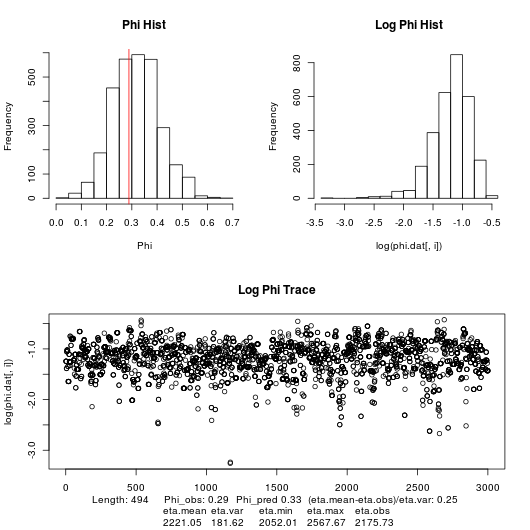 Phi Hist
Log Phi Hist
Frequency
0 100 300 500
0.0 0.1 0.2 0.3 0.4 0.5 0.6 0.7
Phi
Frequency
0 200 400 600 800
-3.5 -3.0 -2.5 -2.0 -1.5 -1.0 -0.5
log(phi.dat[, i])
Log Phi Trace
log(phi.dat[, i])
-3.0 -2.0 -1.0
0 500 1000 1500 2000 2500 3000
Length: 494 Phi_obs: 0.29 Phi_pred 0.33 (eta.mean-eta.obs)/eta.var: 0.25
eta.mean eta.var eta.min eta.max eta.obs
2221.05 181.62 2052.01 2567.67 2175.73